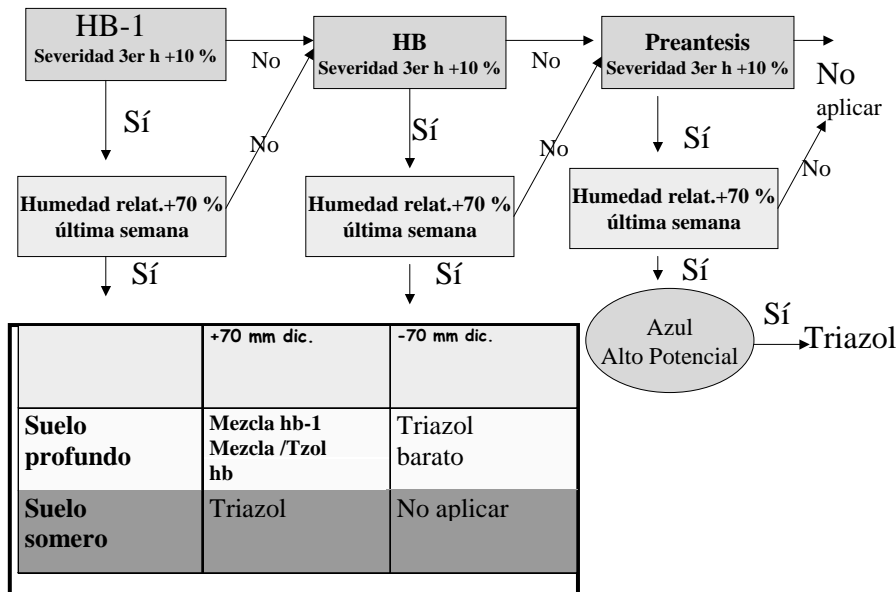 HB-1
Severidad 3er h +10 %
No
HB
Severidad 3er h +10 %
No
Preantesis
Severidad 3er h +10 %
No
aplicar
Sí
No
Sí
No
Sí
No
Humedad relat.+70 %
última semana
Humedad relat.+70 %
última semana
Humedad relat.+70 %
última semana
Sí
Sí
Sí
Azul
Alto Potencial
Sí
Triazol
+70 mm dic.
-70 mm dic.
Suelo
profundo
Mezcla hb-1
Mezcla /Tzol
hb
Triazol
barato
Suelo
somero
Triazol
No aplicar